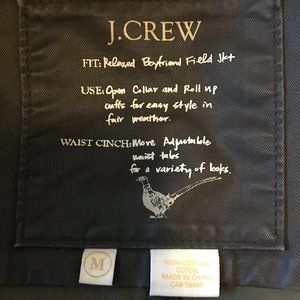 J.CREW
FIT: Relaxed Boyfriend Field Jkt
USE: Open Collar and Roll up
cuffs for easy style in
fair weather.
WAIST CINCH: Move Adjustable
waist tabs
for a variety of looks.
M
100% COTTON
COTON
MADE IN CHINA
CA# 56645